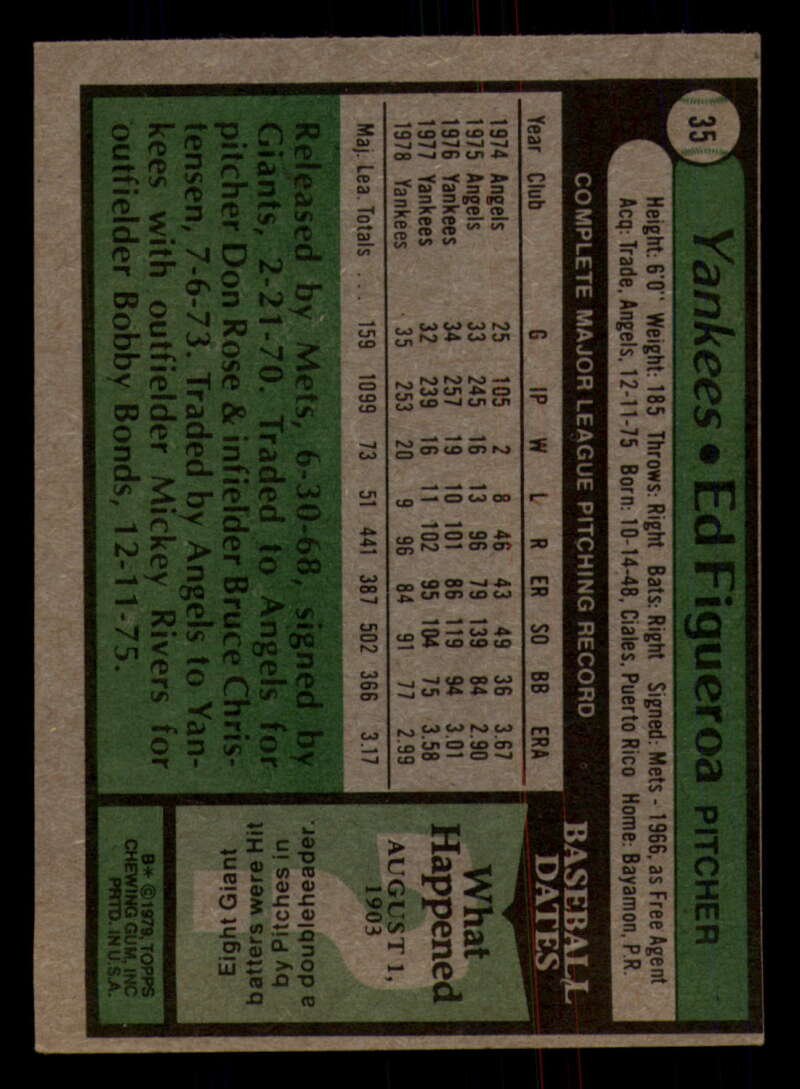 35
Yankees • Ed Figueroa PITCHER
Height: 6'0" Weight: 185 Throws: Right Bats: Right Signed: Mets - 1966, as Free Agent
Acq: Trade, Angels, 12-11-75 Born: 10-14-48, Ciales, Puerto Rico Home: Bayamon, P.R.
COMPLETE MAJOR LEAGUE PITCHING RECORD
Year Club G IP W L R ER SO BB ERA
1974 Angels 25 105 2 8 46 43 49 36 3.67
1975 Angels 33 245 16 13 96 79 139 84 2.90
1976 Yankees 34 257 19 10 101 86 119 94 3.01
1977 Yankees 32 239 16 11 102 95 104 75 3.58
1978 Yankees 35 253 20 9 96 84 91 77 2.99
Maj. Lea. Totals ... 159 1099 73 51 441 387 502 366 3.17
Released by Mets, 6-30-68, signed by
Giants, 2-21-70. Traded to Angels for
pitcher Don Rose & infielder Bruce Chris-
tensen, 7-6-73. Traded by Angels to Yan-
kees with outfielder Mickey Rivers for
outfielder Bobby Bonds, 12-11-75.
BASEBALL
DATES
What
Happened
AUGUST 1,
1903
Eight Giant
batters were Hit
by Pitches in
a doubleheader.
B* © 1979, TOPPS
CHEWING GUM, INC
PRTD. IN U.S.A.